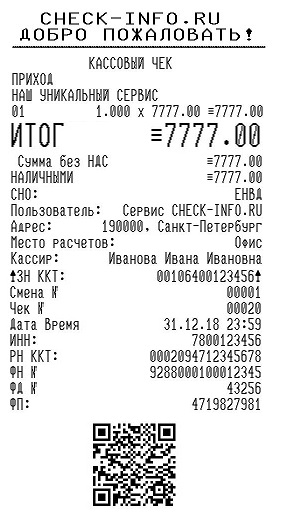 CHECK-INFO.RU
ДОБРО ПОЖАЛОВАТЬ!
КАССОВЫЙ ЧЕК
ПРИХОД
НАШ УНИКАЛЬНЫЙ СЕРВИС
01 1.000 x 7777.00 ≡7777.00
ИТОГ ≡7777.00
Сумма без НДС ≡7777.00
НАЛИЧНЫМИ ≡7777.00
СНО: ЕНВД
Пользователь: Сервис CHECK-INFO.RU
Адрес: 190000, Санкт-Петербург
Место расчетов: Офис
Кассир: Иванова Ивана Ивановна
↑ЗН ККТ: 00106400123456↑
Смена № 00001
Чек № 00020
Дата Время 31.12.18 23:59
ИНН: 7800123456
РН ККТ: 0002094712345678
ФН № 9288000100012345
ФД № 43256
ФП: 4719827981